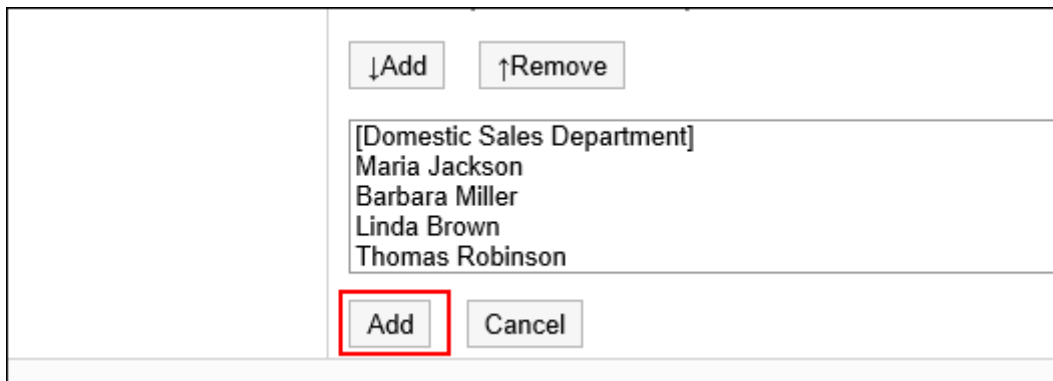 ↓Add ↑Remove
[Domestic Sales Department]
Maria Jackson
Barbara Miller
Linda Brown
Thomas Robinson
Add Cancel